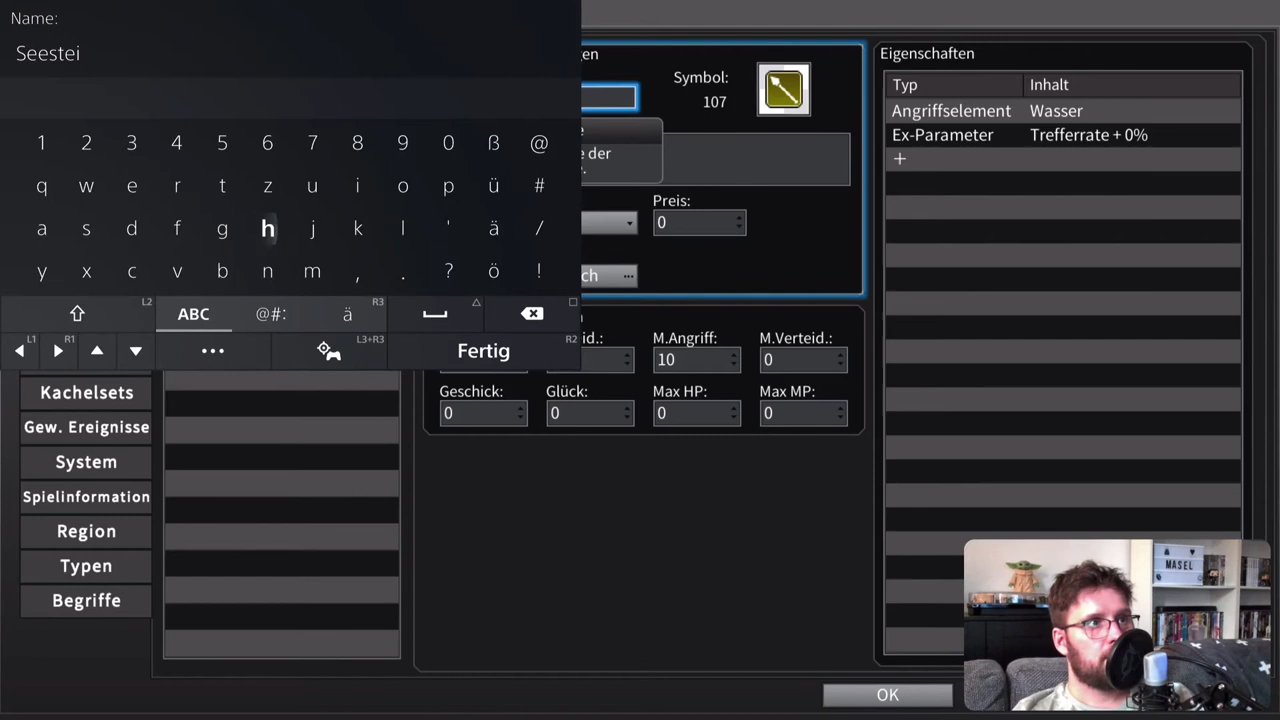 Name:
Seestei
1 2 3 4 5 6 7 8 9 0 ß @
q w e r t z u i o p ü #
a s d f g h j k l ' ä /
y x c v b n m , . ? ö !
L2
ABC
@#:
ä
R3
L1
R1
...
L3+R3
Fertig
R2
en
Symbol:
107
e
e der
.
Preis:
0
ch
...
id.:
M.Angriff:
M.Verteid.:
10
0
Geschick:
Glück:
Max HP:
Max MP:
0
0
0
0
Kachelsets
Gew. Ereignisse
System
Spielinformation
Region
Typen
Begriffe
Eigenschaften
Typ Inhalt
Angriffselement Wasser
Ex-Parameter Trefferrate + 0%
+
MASEL
OK